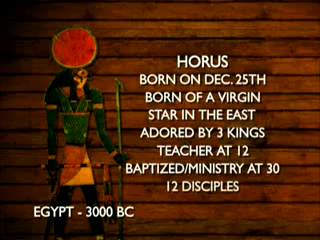 HORUS
BORN ON DEC. 25TH
BORN OF A VIRGIN
STAR IN THE EAST
ADORED BY 3 KINGS
TEACHER AT 12
BAPTIZED/MINISTRY AT 30
12 DISCIPLES
EGYPT - 3000 BC